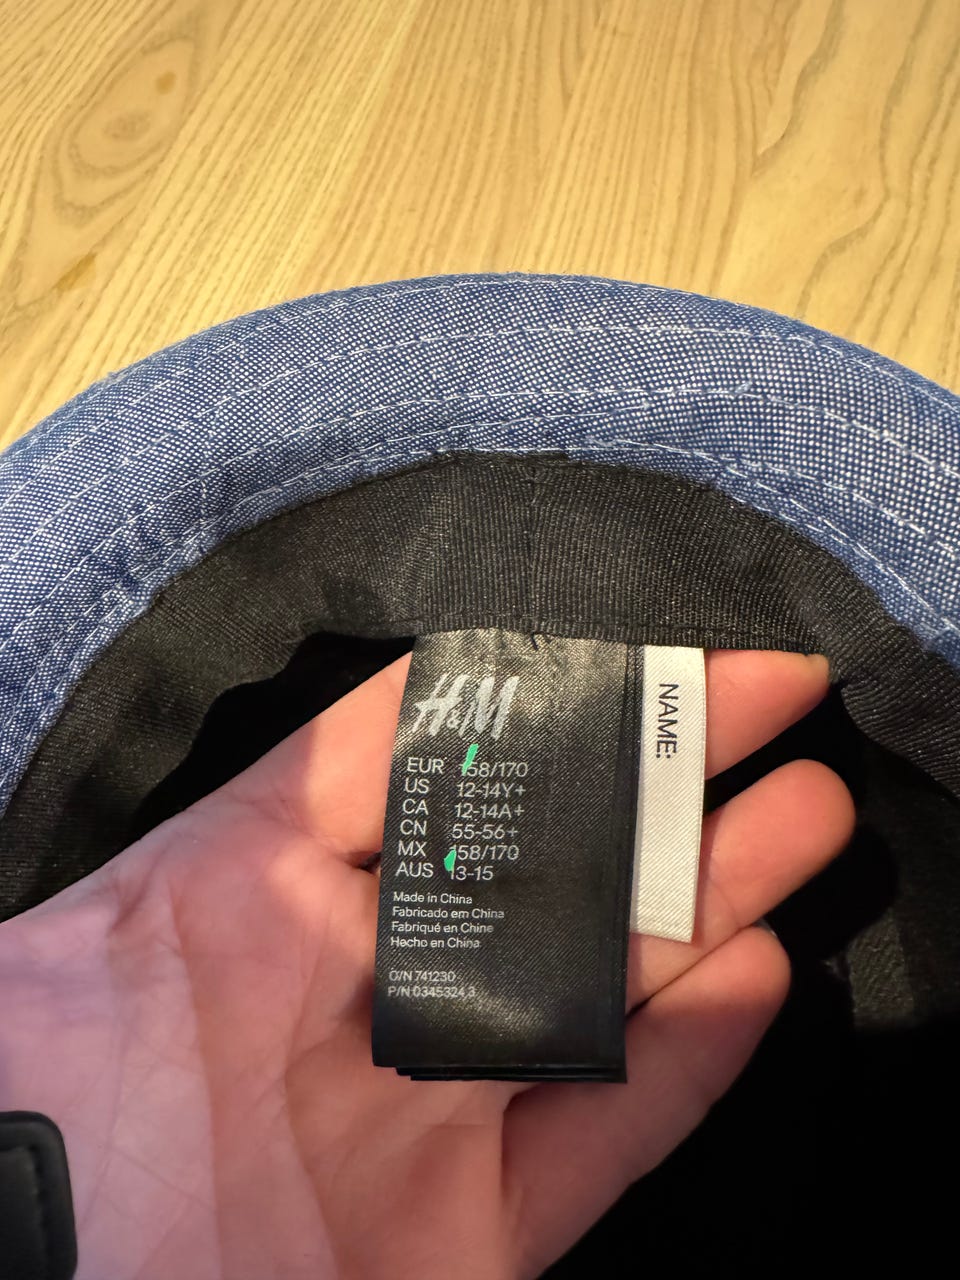 H&M
EUR 158/170
US 12-14Y+
CA 12-14A+
CN 55-56+
MX 158/170
AUS 13-15
Made in China
Fabricado em China
Fabriqué en Chine
Hecho en China
O/N 741230
P/N 0345324 3
NAME: